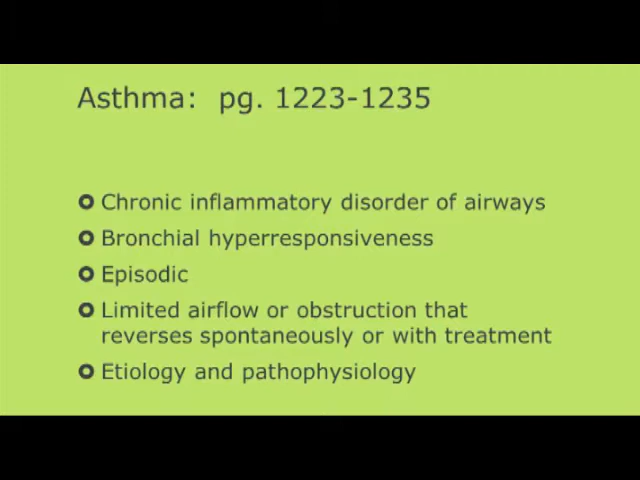 Asthma:  pg. 1223-1235
Chronic inflammatory disorder of airways
Bronchial hyperresponsiveness
Episodic
Limited airflow or obstruction that
reverses spontaneously or with treatment
Etiology and pathophysiology